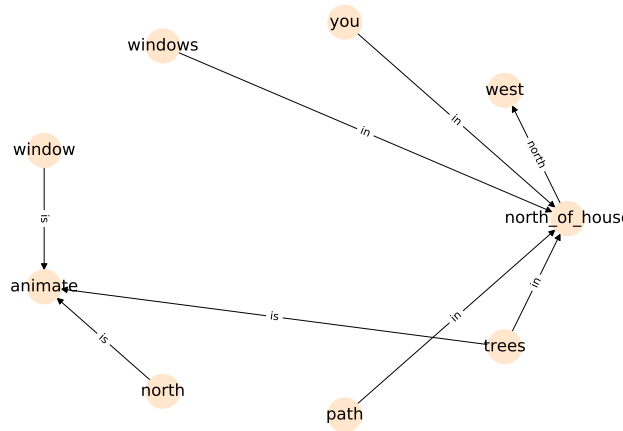 you
windows
west
in
in
window
north
is
north_of_house
animate
in
is
in
is
trees
north
path